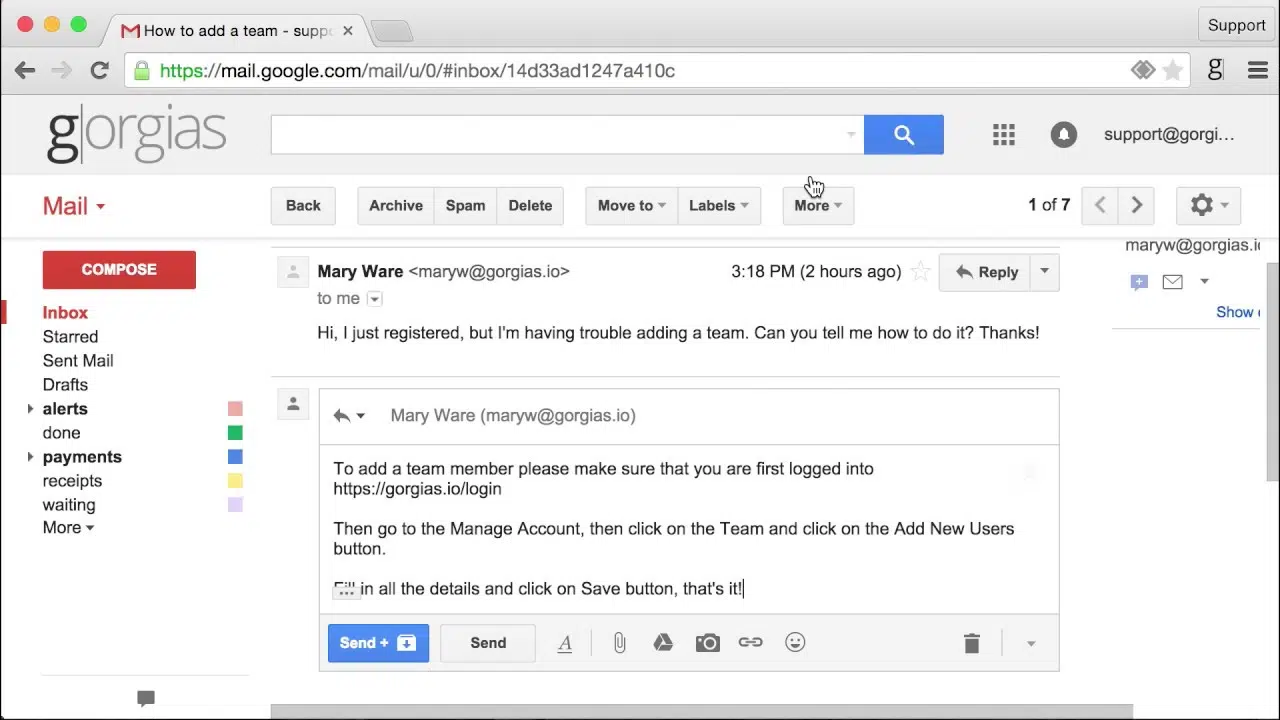 How to add a team - supp
Support
https://mail.google.com/mail/u/0/#inbox/14d33ad1247a410c
g
gorgias
support@gorgi...
Mail
Back
Archive
Spam
Delete
Move to
Labels
More
1 of 7
maryw@gorgias.i
Show
COMPOSE
Inbox
Starred
Sent Mail
Drafts
alerts
done
payments
receipts
waiting
More
Mary Ware <maryw@gorgias.io>
3:18 PM (2 hours ago)
Reply
to me
Hi, I just registered, but I'm having trouble adding a team. Can you tell me how to do it? Thanks!
Mary Ware (maryw@gorgias.io)
To add a team member please make sure that you are first logged into
https://gorgias.io/login
Then go to the Manage Account, then click on the Team and click on the Add New Users
button.
Fill in all the details and click on Save button, that's it!
Send +
Send
A